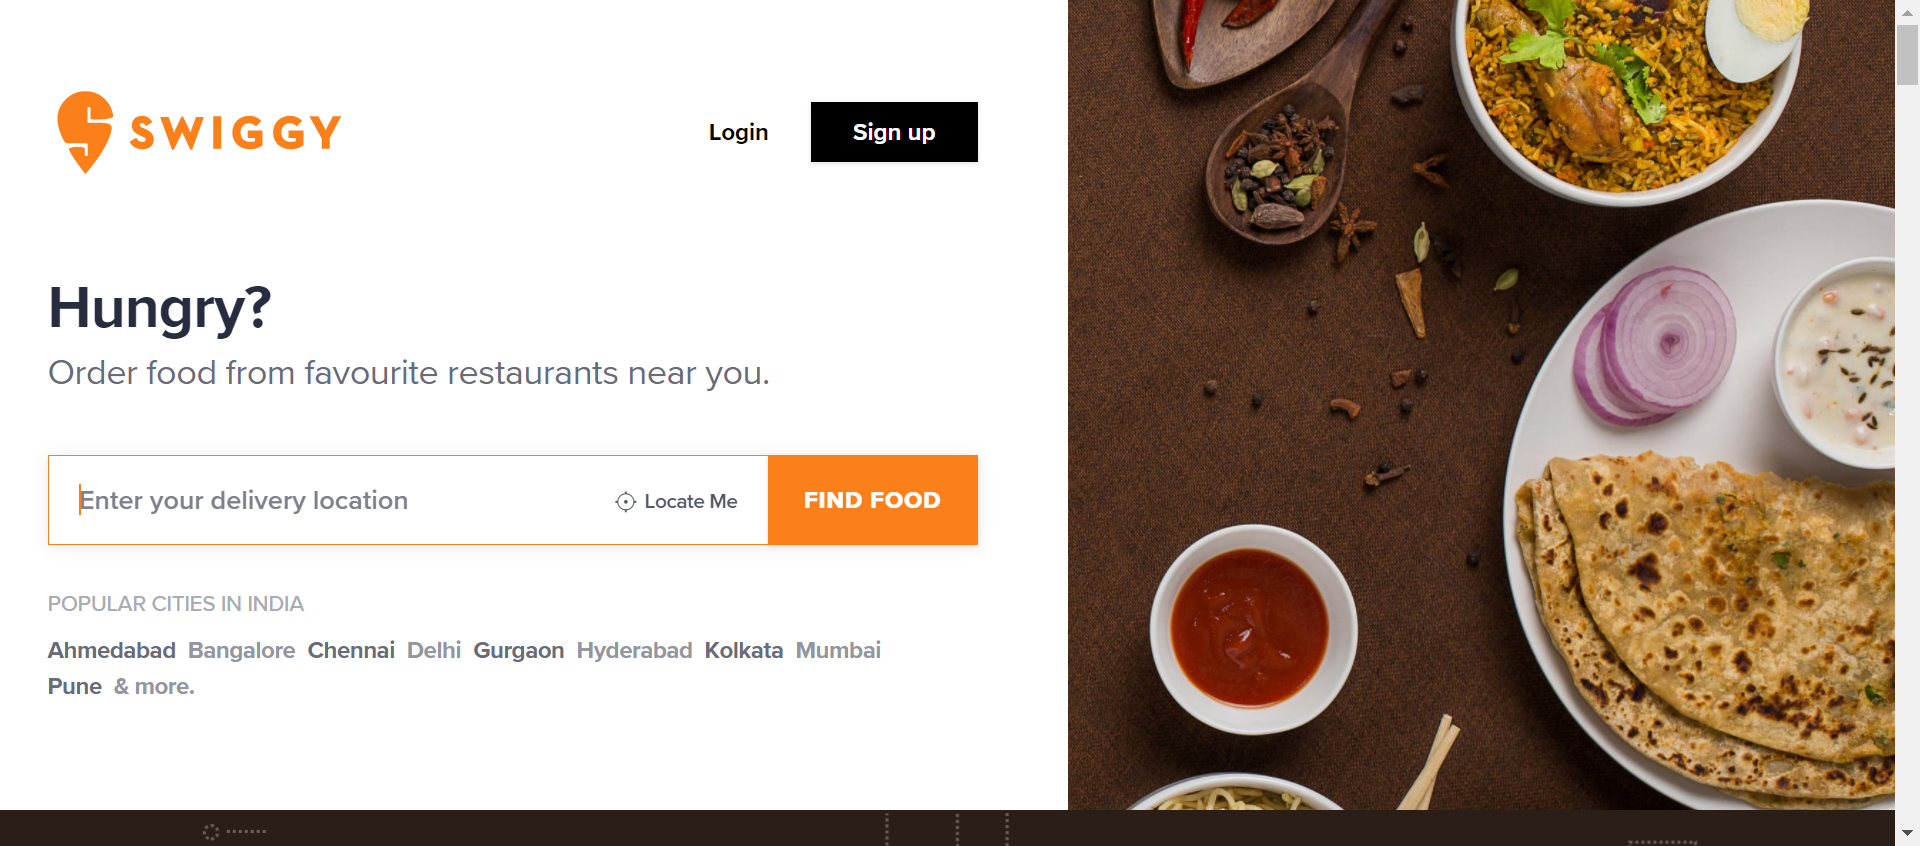 SWIGGY
Login
Sign up
Hungry?
Order food from favourite restaurants near you.
Enter your delivery location
Locate Me
FIND FOOD
POPULAR CITIES IN INDIA
Ahmedabad Bangalore Chennai Delhi Gurgaon Hyderabad Kolkata Mumbai
Pune & more.